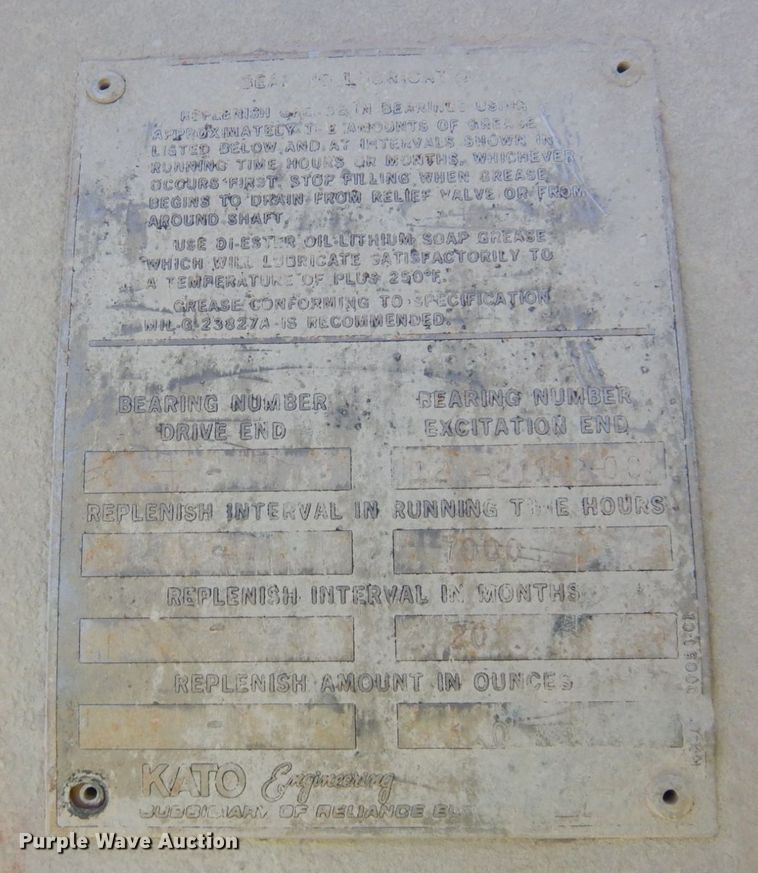 BEARING LUBRICATION
REPLENISH GREASE IN BEARINGS USING
APPROXIMATELY THE AMOUNTS OF GREASE
LISTED BELOW AND AT INTERVALS SHOWN IN
RUNNING TIME HOURS OR MONTHS, WHICHEVER
OCCURS FIRST. STOP FILLING WHEN GREASE
BEGINS TO DRAIN FROM RELIEF VALVE OR FROM
AROUND SHAFT.
USE DI-ESTER OIL-LITHIUM SOAP GREASE
WHICH WILL LUBRICATE SATISFACTORILY TO
A TEMPERATURE OF PLUS 250°F.
GREASE CONFORMING TO SPECIFICATION
MIL-G-23827A IS RECOMMENDED.
BEARING NUMBER
DRIVE END
BEARING NUMBER
EXCITATION END
REPLENISH INTERVAL IN RUNNING TIME HOURS
-
7000
REPLENISH INTERVAL IN MONTHS
-
20
REPLENISH AMOUNT IN OUNCES
-
KATO Engineering
SUBSIDIARY OF RELIANCE
Purple Wave Auction